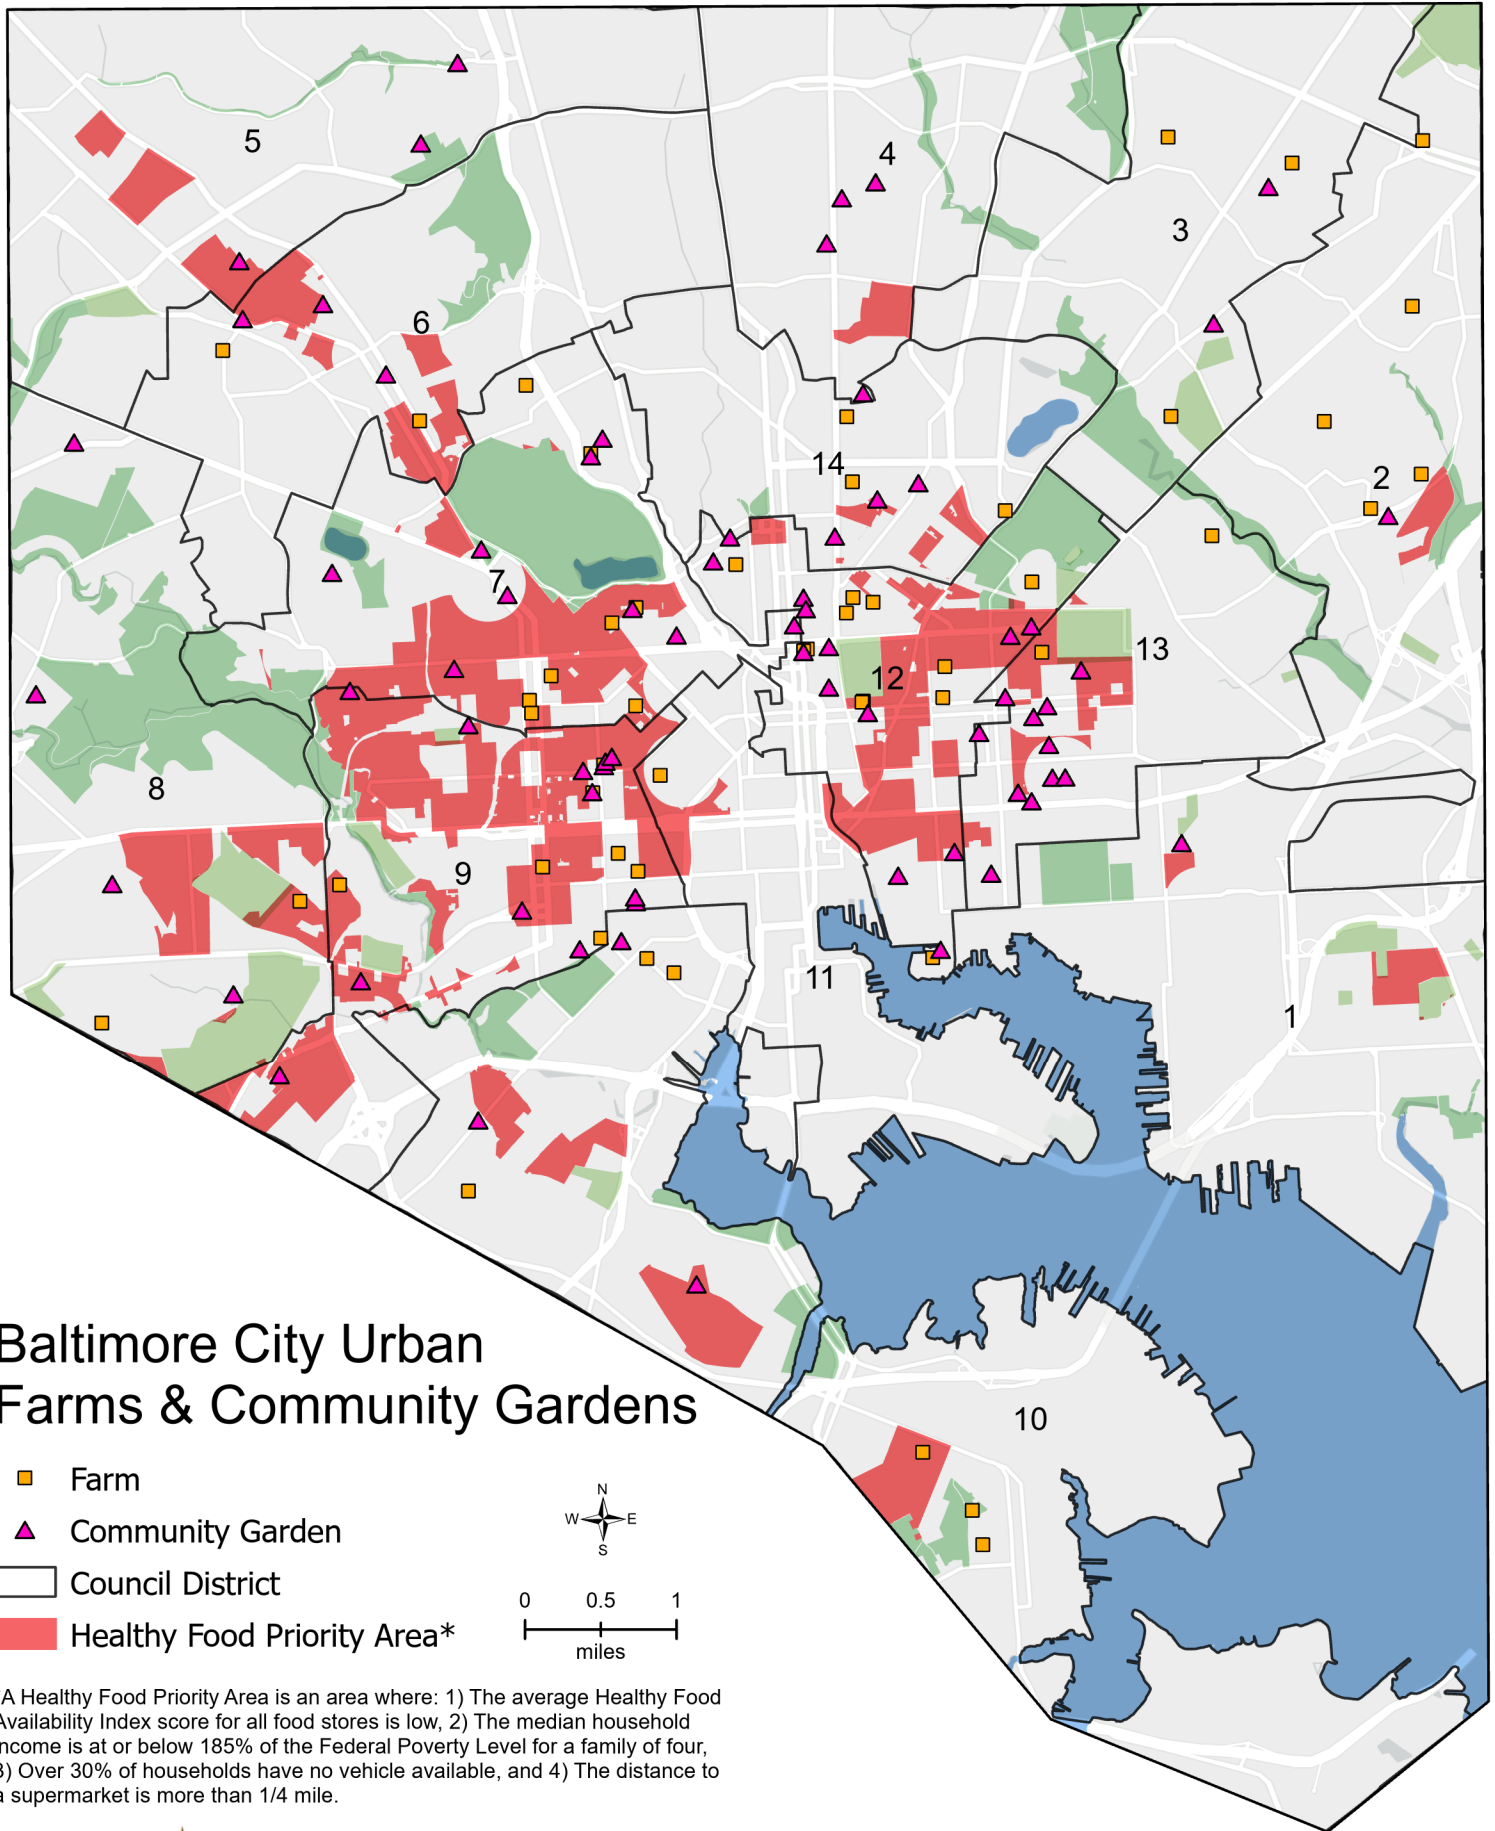 5
4
3
6
2
14
7
12
13
8
9
11
1
10
Baltimore City Urban
Farms & Community Gardens
Farm
Community Garden
Council District
Healthy Food Priority Area*
N
W E
S
0 0.5 1
miles
A Healthy Food Priority Area is an area where: 1) The average Healthy Food
Availability Index score for all food stores is low, 2) The median household
ncome is at or below 185% of the Federal Poverty Level for a family of four,
3) Over 30% of households have no vehicle available, and 4) The distance to
a supermarket is more than 1/4 mile.